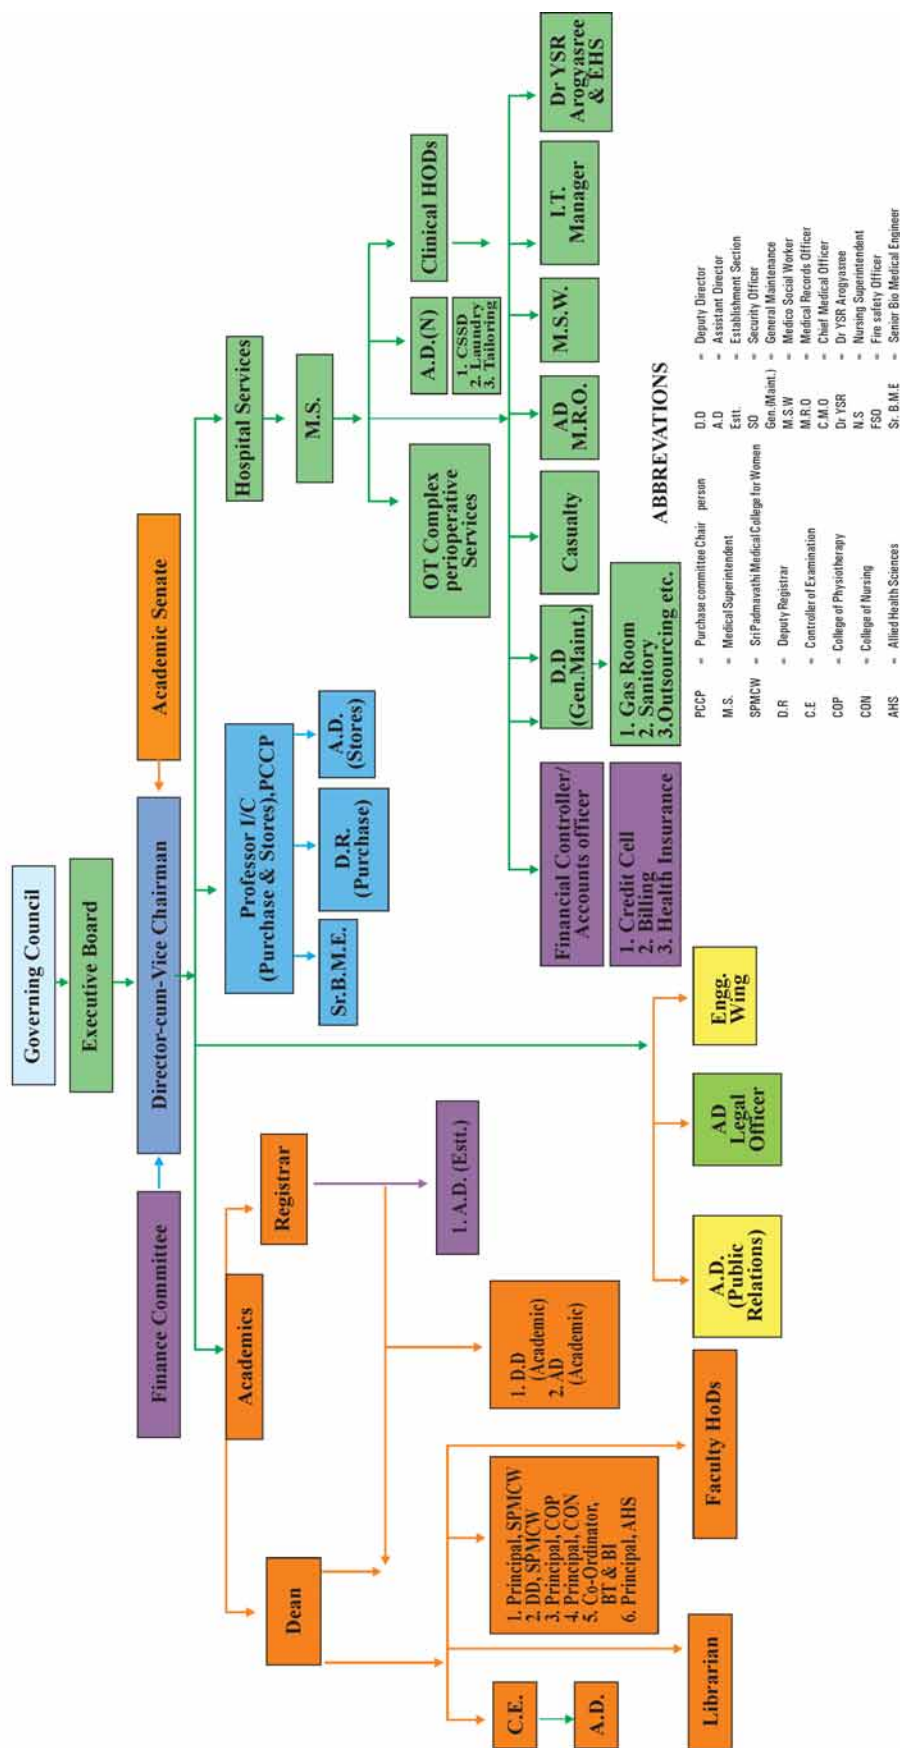 Governing Council
Executive Board
Finance Committee
Director-cum-Vice Chairman
Academic Senate
Academics
Dean
Registrar
Professor I/C
(Purchase & Stores),PCCP
Hospital Services
M.S.
Sr.B.M.E.
D.R.
(Purchase)
A.D.
(Stores)
OT Complex
perioperative
Services
A.D.(N)
1. CSSD
2. Laundry
3. Tailoring
Clinical HODs
1. A.D. (Estt.)
C.E.
A.D.
1. Principal, SPMCW
2. DD, SPMCW
3. Principal, COP
4. Principal, CON
5. Co-Ordinator,
BT & BI
6. Principal, AHS
1. D.D
(Academic)
2. AD
(Academic)
Financial Controller/
Accounts officer
1. Credit Cell
2. Billing
3. Health Insurance
D.D
(Gen.Maint.)
1. Gas Room
2. Sanitory
3.Outsourcing etc.
Casualty
AD
M.R.O.
M.S.W.
I.T.
Manager
Dr YSR
Arogyasree
& EHS
Librarian
Faculty HoDs
A.D.
(Public
Relations)
AD
Legal
Officer
Engg.
Wing
ABBREVATIONS
PCCP = Purchase committee Chair person
M.S. = Medical Superintendent
SPMCW = Sri Padmavathi Medical College for Women
D.R = Deputy Registrar
C.E = Controller of Examination
COP = College of Physiotherapy
CON = College of Nursing
AHS = Allied Health Sciences
D.D = Deputy Director
A.D = Assistant Director
Estt. = Establishment Section
SO = Security Officer
Gen.(Maint.) = General Maintenance
M.S.W = Medico Social Worker
M.R.O = Medical Records Officer
C.M.O = Chief Medical Officer
Dr YSR = Dr YSR Arogyasree
N.S = Nursing Superintendent
FSO = Fire safety Officer
Sr. B.M.E = Senior Bio Medical Engineer